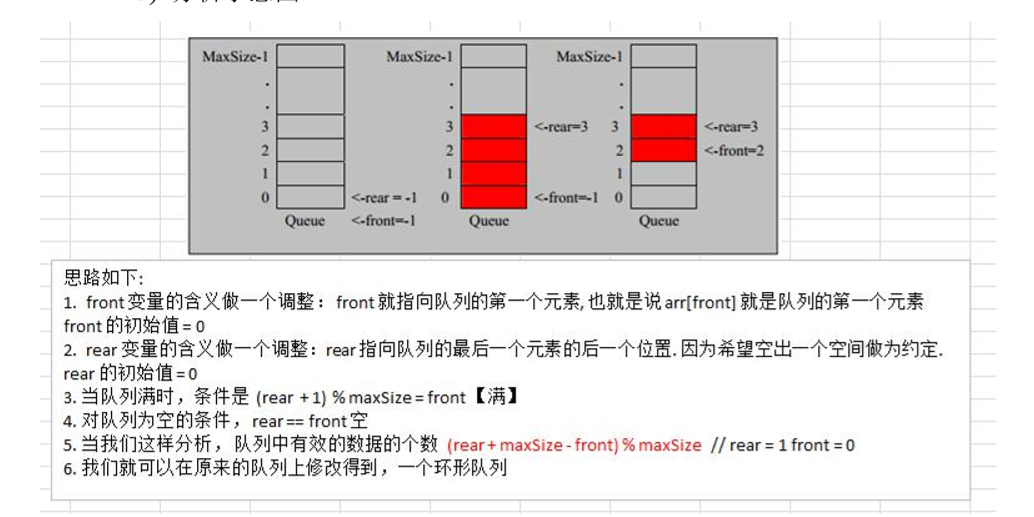 MaxSize-1 MaxSize-1 MaxSize-1
. . .
. . .
3 3 <-rear=3 3 <-rear=3
2 2 2 <-front=2
1 1 1
0 <-rear = -1 0 <-front=-1 0
Queue <-front=-1 Queue Queue
思路如下:
1. front 变量的含义做一个调整： front 就指向队列的第一个元素, 也就是说 arr[front] 就是队列的第一个元素
front 的初始值 = 0
2. rear 变量的含义做一个调整：rear 指向队列的最后一个元素的后一个位置. 因为希望空出一个空间做为约定.
rear 的初始值 = 0
3. 当队列满时，条件是 (rear + 1) % maxSize = front 【满】
4. 对队列为空的条件， rear == front 空
5. 当我们这样分析， 队列中有效的数据的个数 (rear + maxSize - front) % maxSize // rear = 1 front = 0
6. 我们就可以在原来的队列上修改得到，一个环形队列